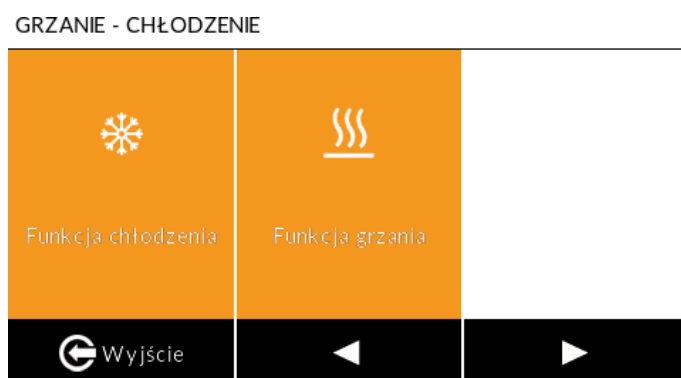 GRZANIE - CHŁODZENIE
Funkcja chłodzenia
Funkcja grzania
Wyjście